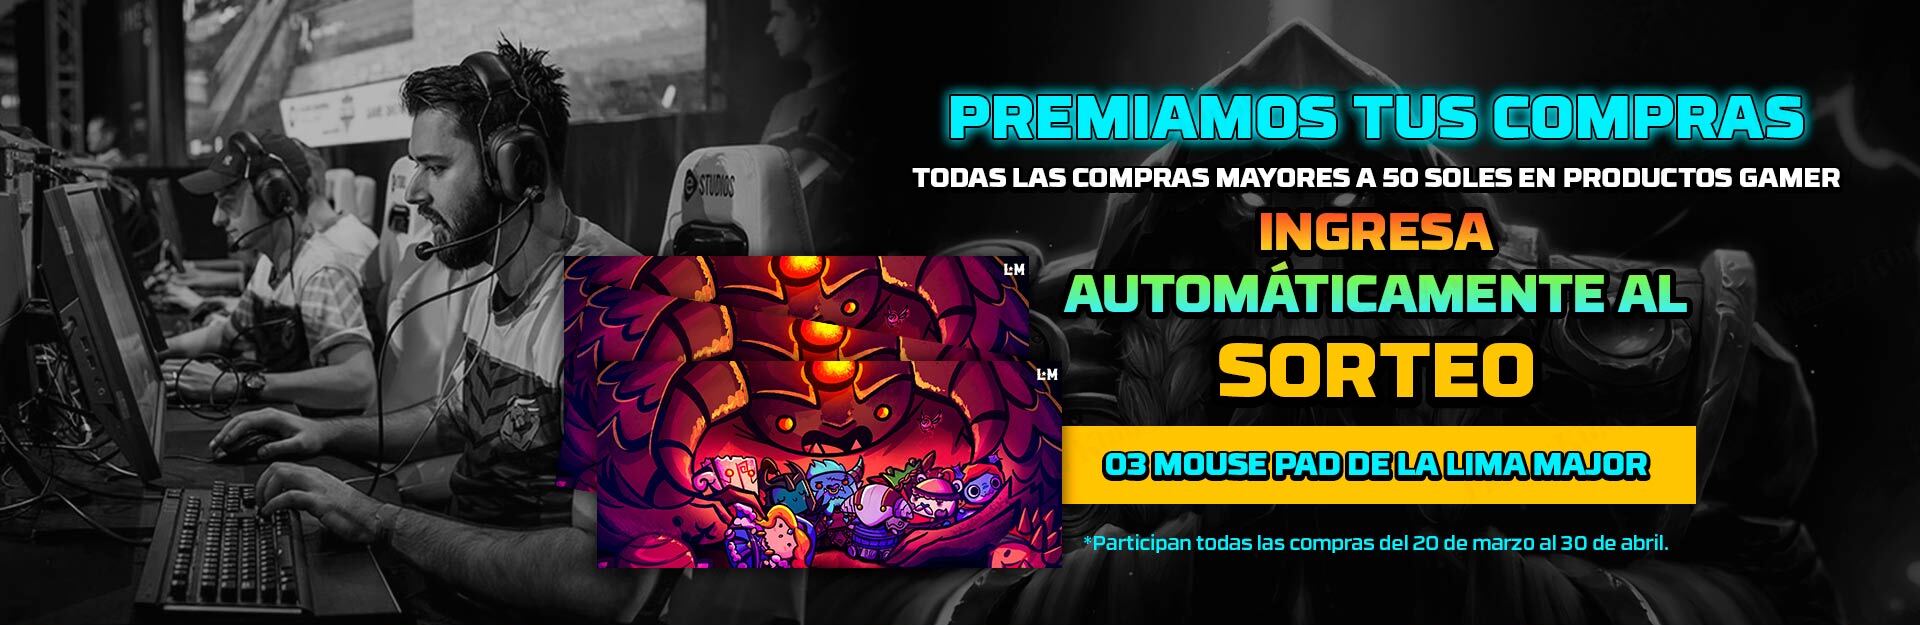 PREMIAMOS TUS COMPRAS
TODAS LAS COMPRAS MAYORES A 50 SOLES EN PRODUCTOS GAMER
INGRESA
AUTOMÁTICAMENTE AL
SORTEO
03 MOUSE PAD DE LA LIMA MAJOR
*Participan todas las compras del 20 de marzo al 30 de abril.
e STUDIOS
L·M
L·M